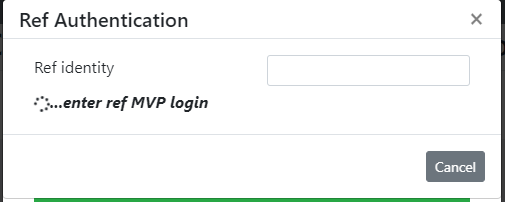 Ref Authentication ×
Ref identity
...enter ref MVP login
Cancel